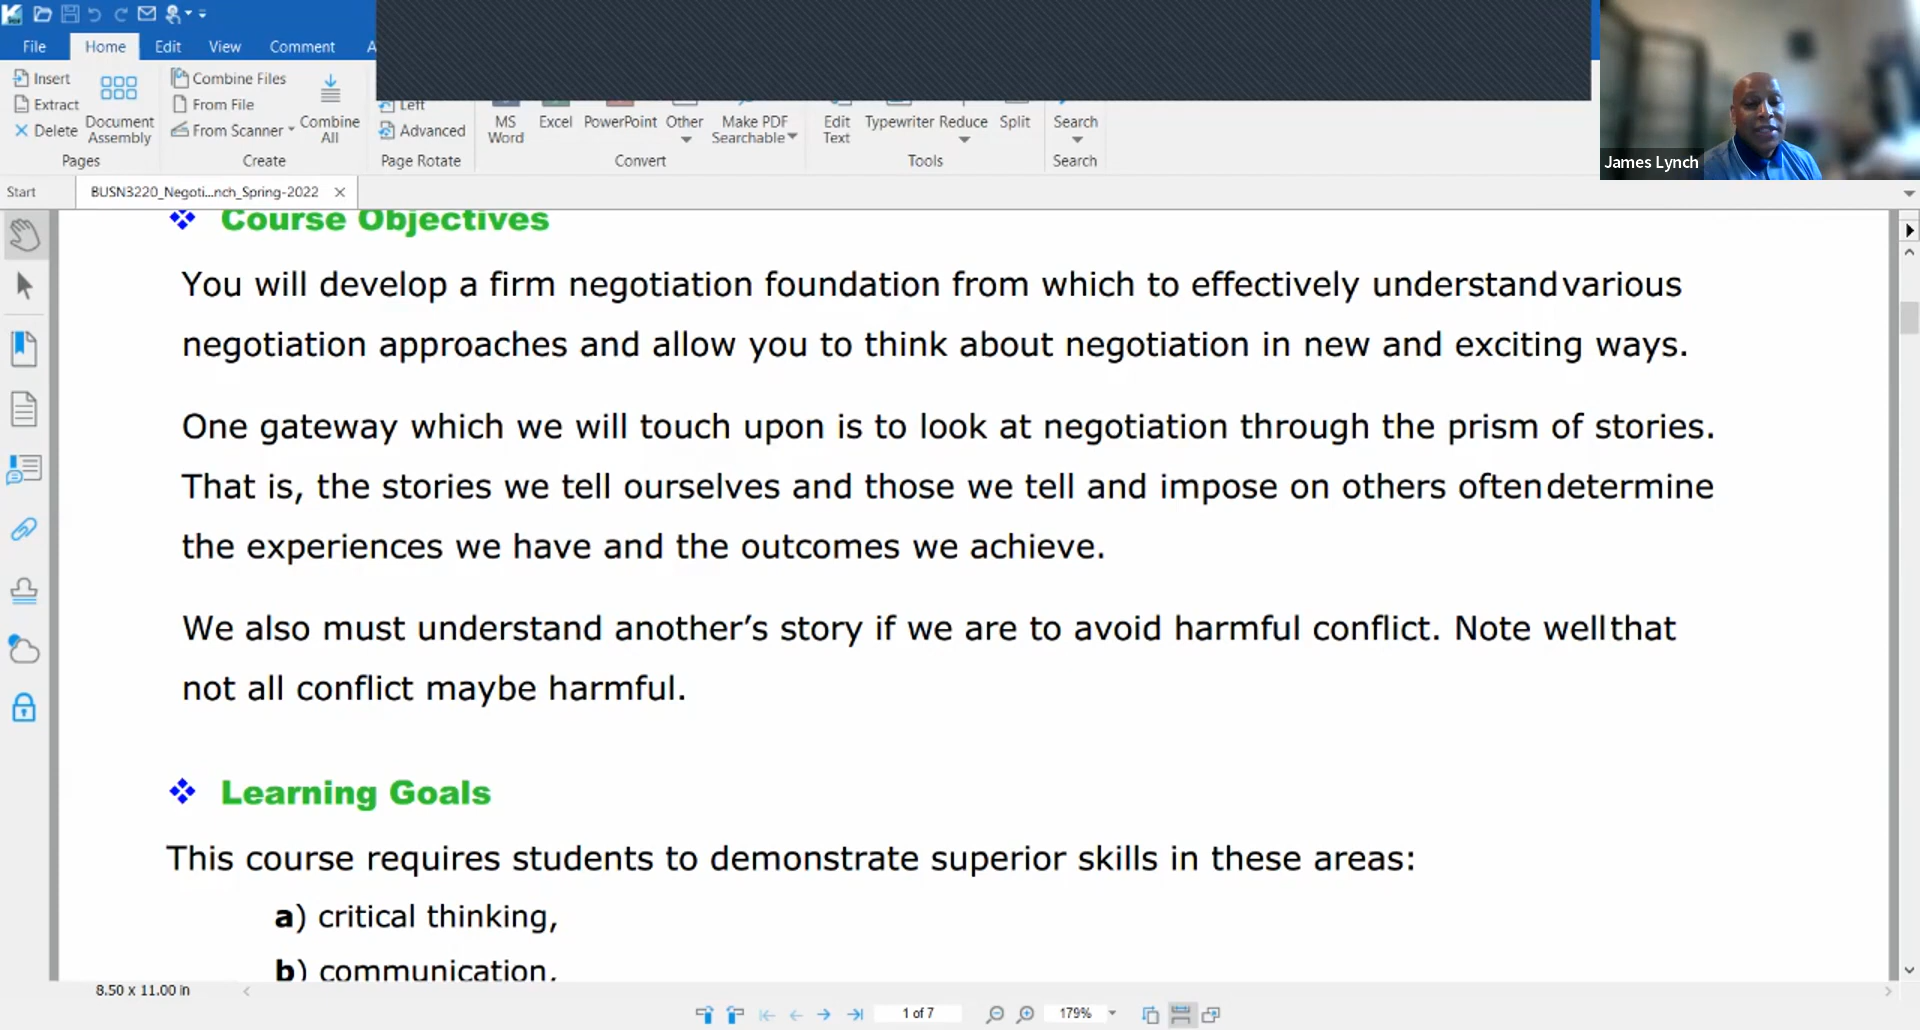 File Home Edit View Comment A
Insert
Extract
Delete
Document
Assembly
Pages
Combine Files
From File
From Scanner
Combine
All
Create
Left
Advanced
Page Rotate
MS
Word
Excel
PowerPoint
Other
Make PDF
Searchable
Convert
Edit
Text
Typewriter
Reduce
Split
Tools
Search
Search
James Lynch
Start
BUSN3220_Negoti...nch_Spring-2022
Course Objectives
You will develop a firm negotiation foundation from which to effectively understand various
negotiation approaches and allow you to think about negotiation in new and exciting ways.
One gateway which we will touch upon is to look at negotiation through the prism of stories.
That is, the stories we tell ourselves and those we tell and impose on others often determine
the experiences we have and the outcomes we achieve.
We also must understand another’s story if we are to avoid harmful conflict. Note well that
not all conflict maybe harmful.
Learning Goals
This course requires students to demonstrate superior skills in these areas:
a) critical thinking,
b) communication,
8.50 x 11.00 in
1 of 7
179%